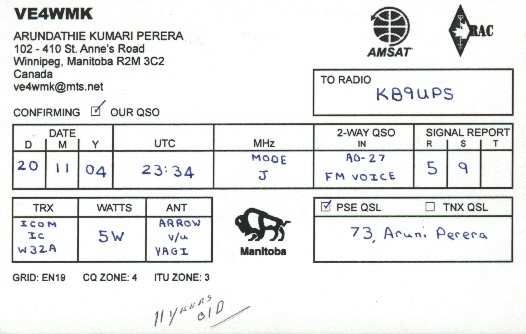 VE4WMK
ARUNDATHIE KUMARI PERERA
102 - 410 St. Anne's Road
Winnipeg, Manitoba R2M 3C2
Canada
ve4wmk@mts.net
AMSAT
RAC
TO RADIO
KB9UPS
CONFIRMING ☑ OUR QSO
DATE
D M Y
UTC
MHz
2-WAY QSO
IN
SIGNAL REPORT
R S T
20 11 04
23:34
MODE
J
AO-27
FM VOICE
5 9
TRX
WATTS
ANT
ICOM
IC
W32A
5W
ARROW
V/U
YAGI
Manitoba
☑ PSE QSL ☐ TNX QSL
73, Aruni Perera
GRID: EN19 CQ ZONE: 4 ITU ZONE: 3
11 YEARS OLD